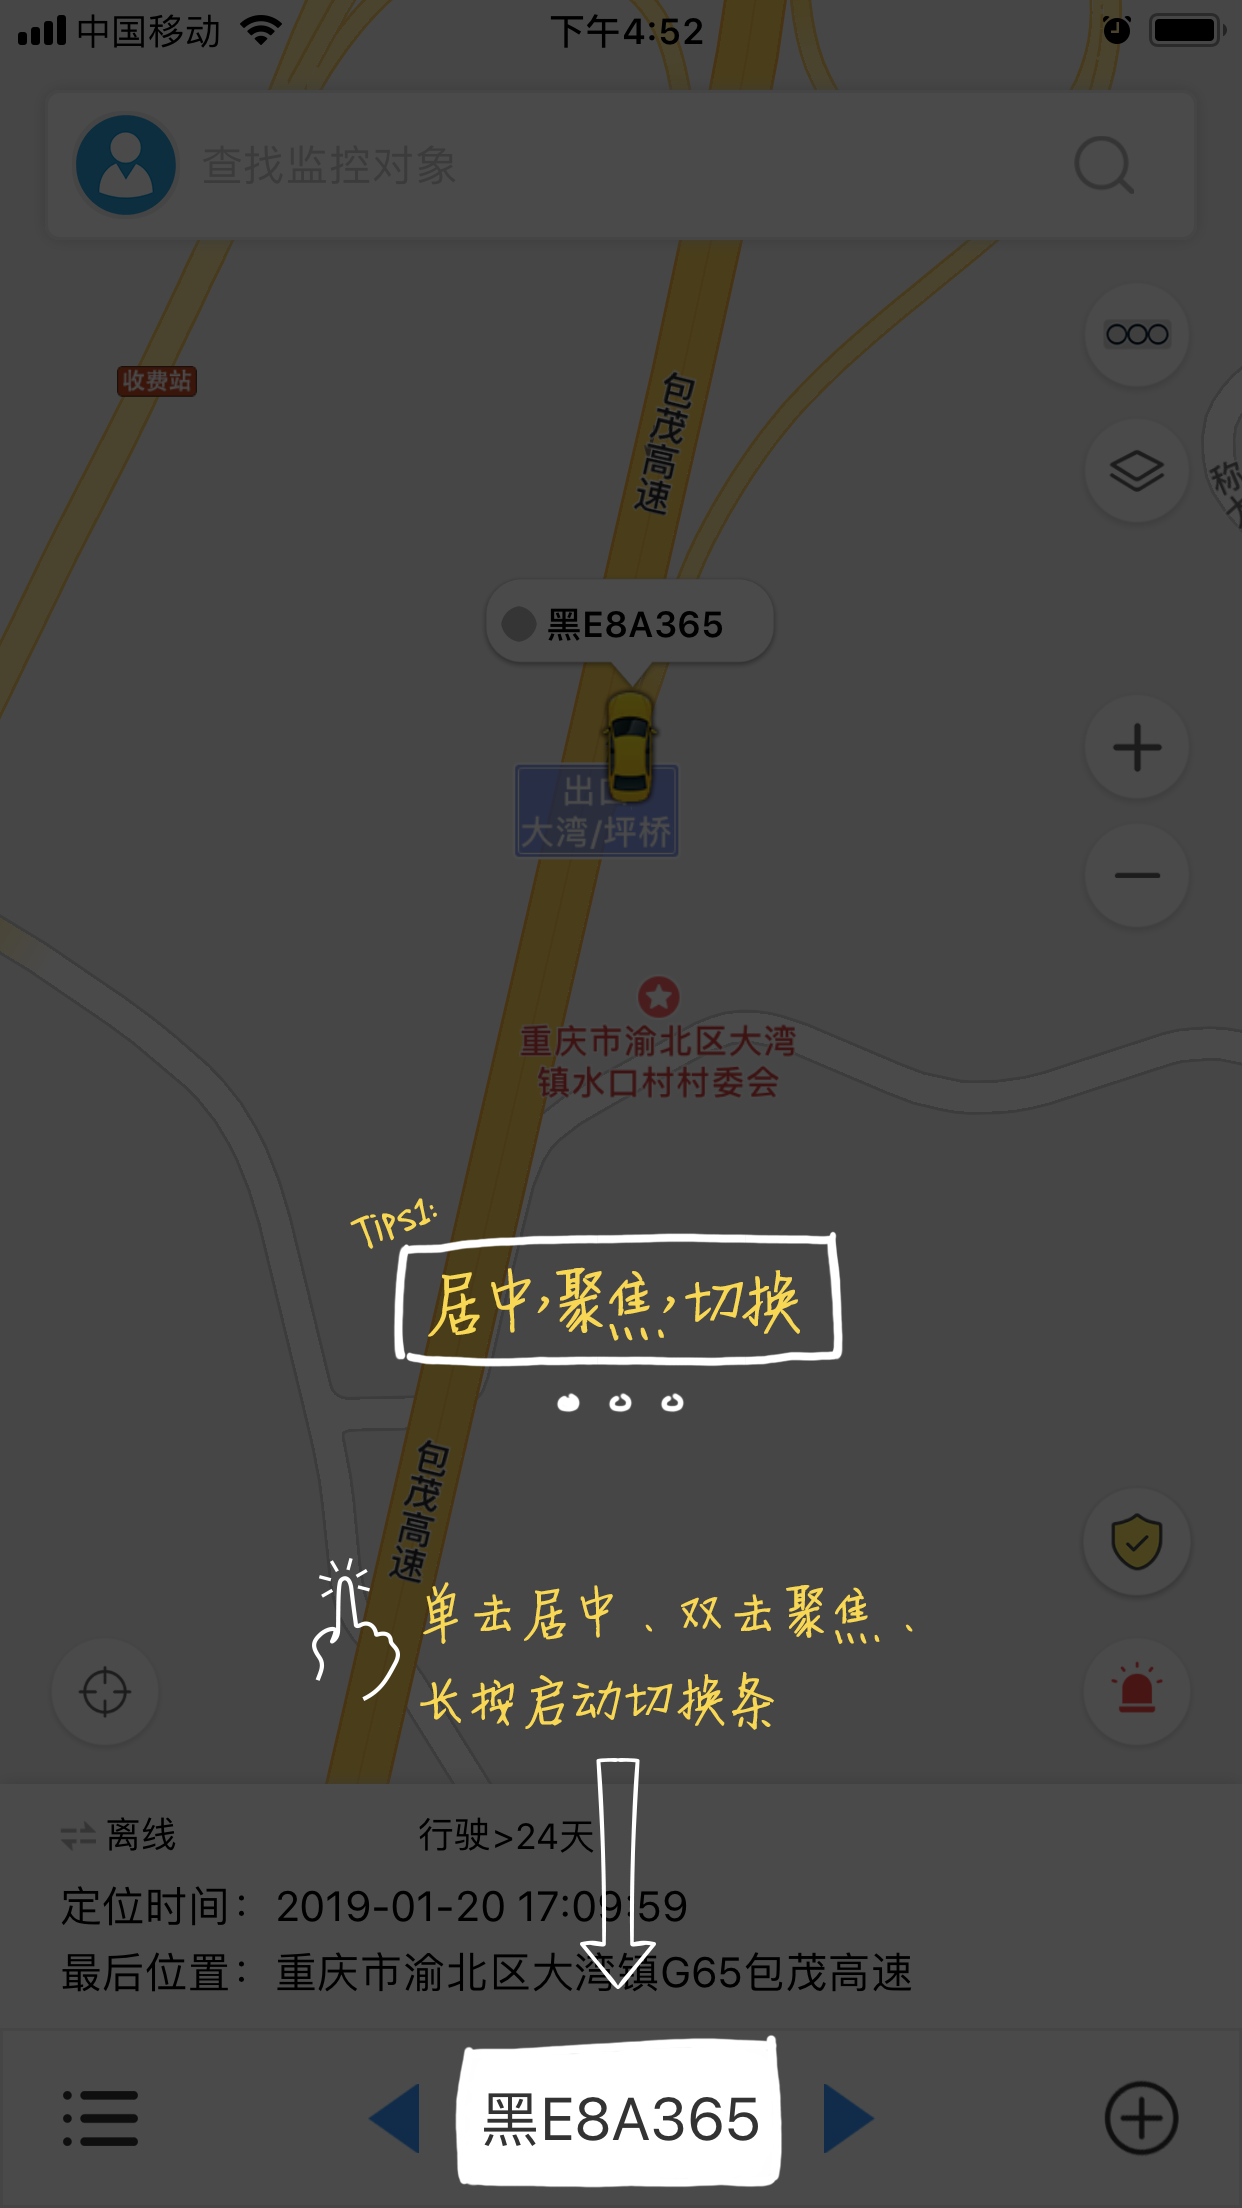 中国移动
下午4:52
查找监控对象
收费站
包茂高速
称
黑E8A365
出口
大湾/坪桥
重庆市渝北区大湾
镇水口村村委会
Tips1:
居中,聚焦,切换
包茂高速
单击居中、双击聚焦、
长按启动切换条
离线
行驶>24天
定位时间：2019-01-20 17:09:59
最后位置：重庆市渝北区大湾镇G65包茂高速
黑E8A365